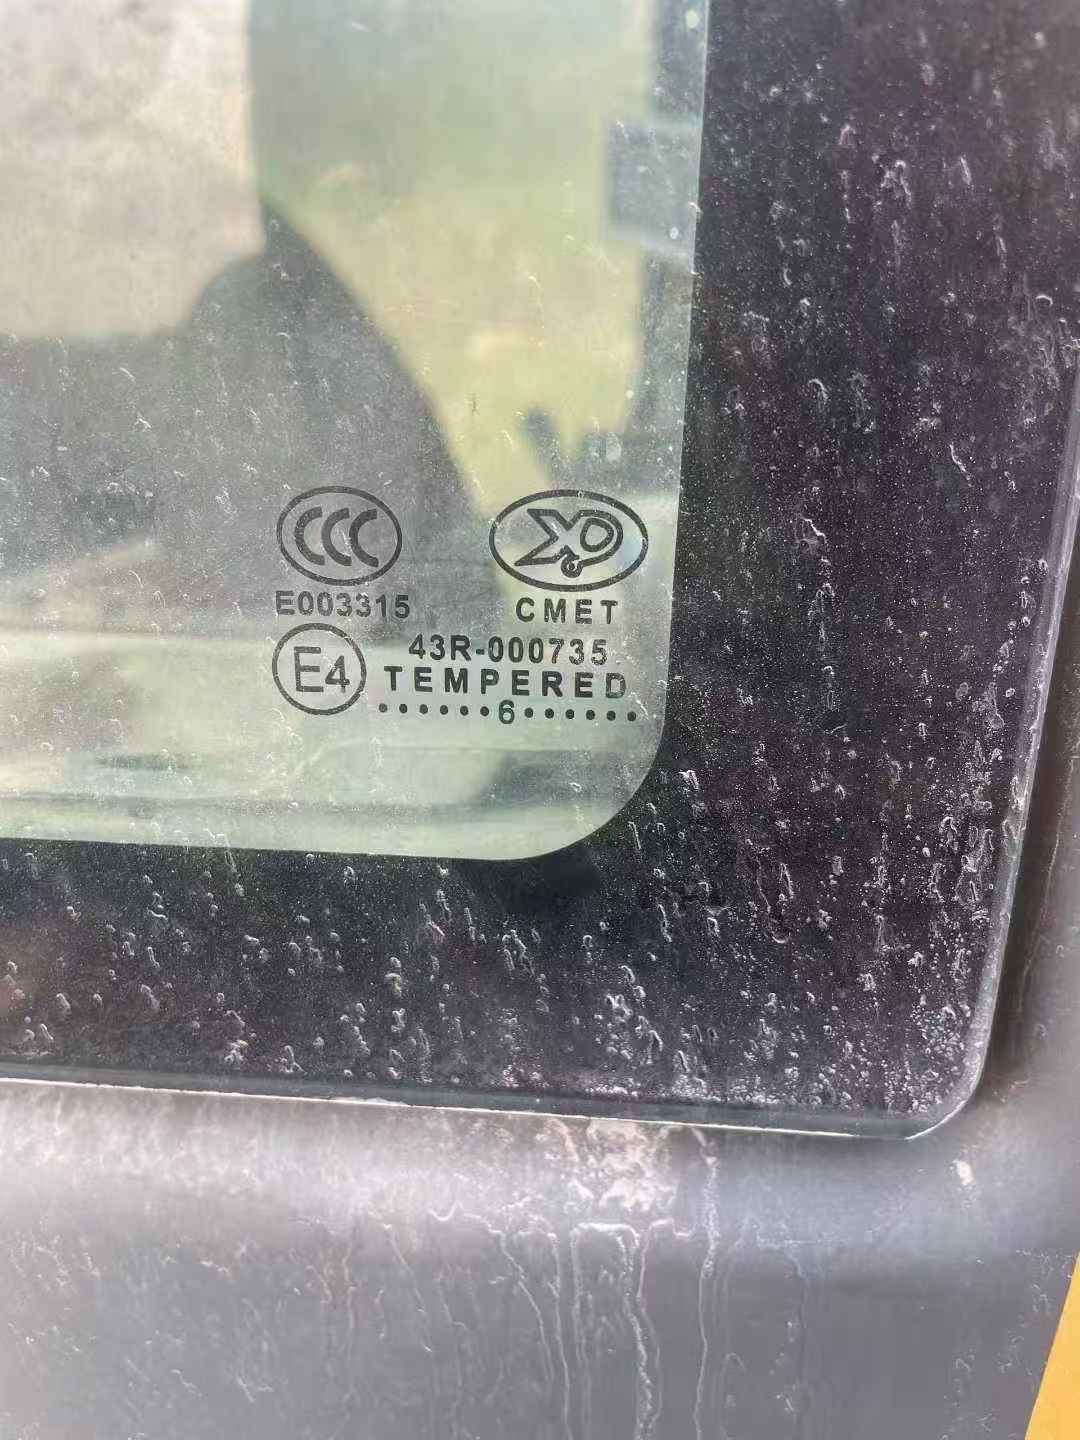 CCC
E003315
CMET
E4
43R-000735
TEMPERED
••••••6••••••